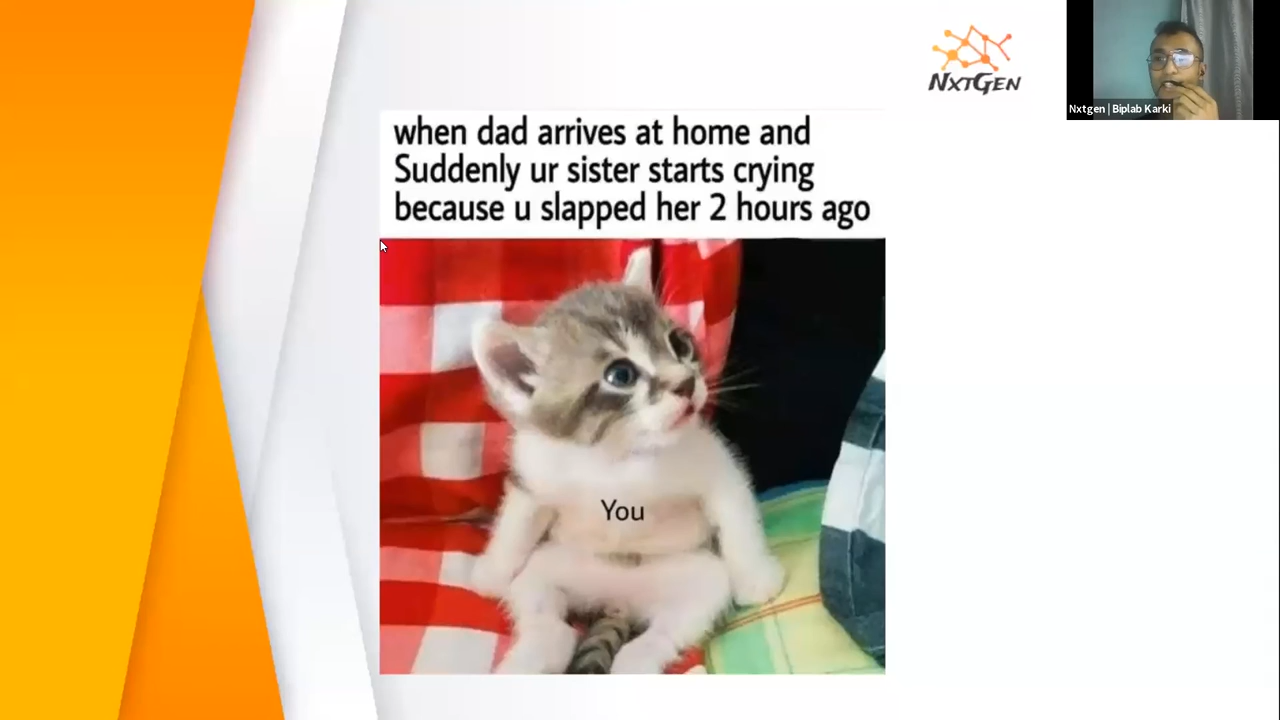 NXTGEN
Nxtgen | Biplab Karki
when dad arrives at home and
Suddenly ur sister starts crying
because u slapped her 2 hours ago
You